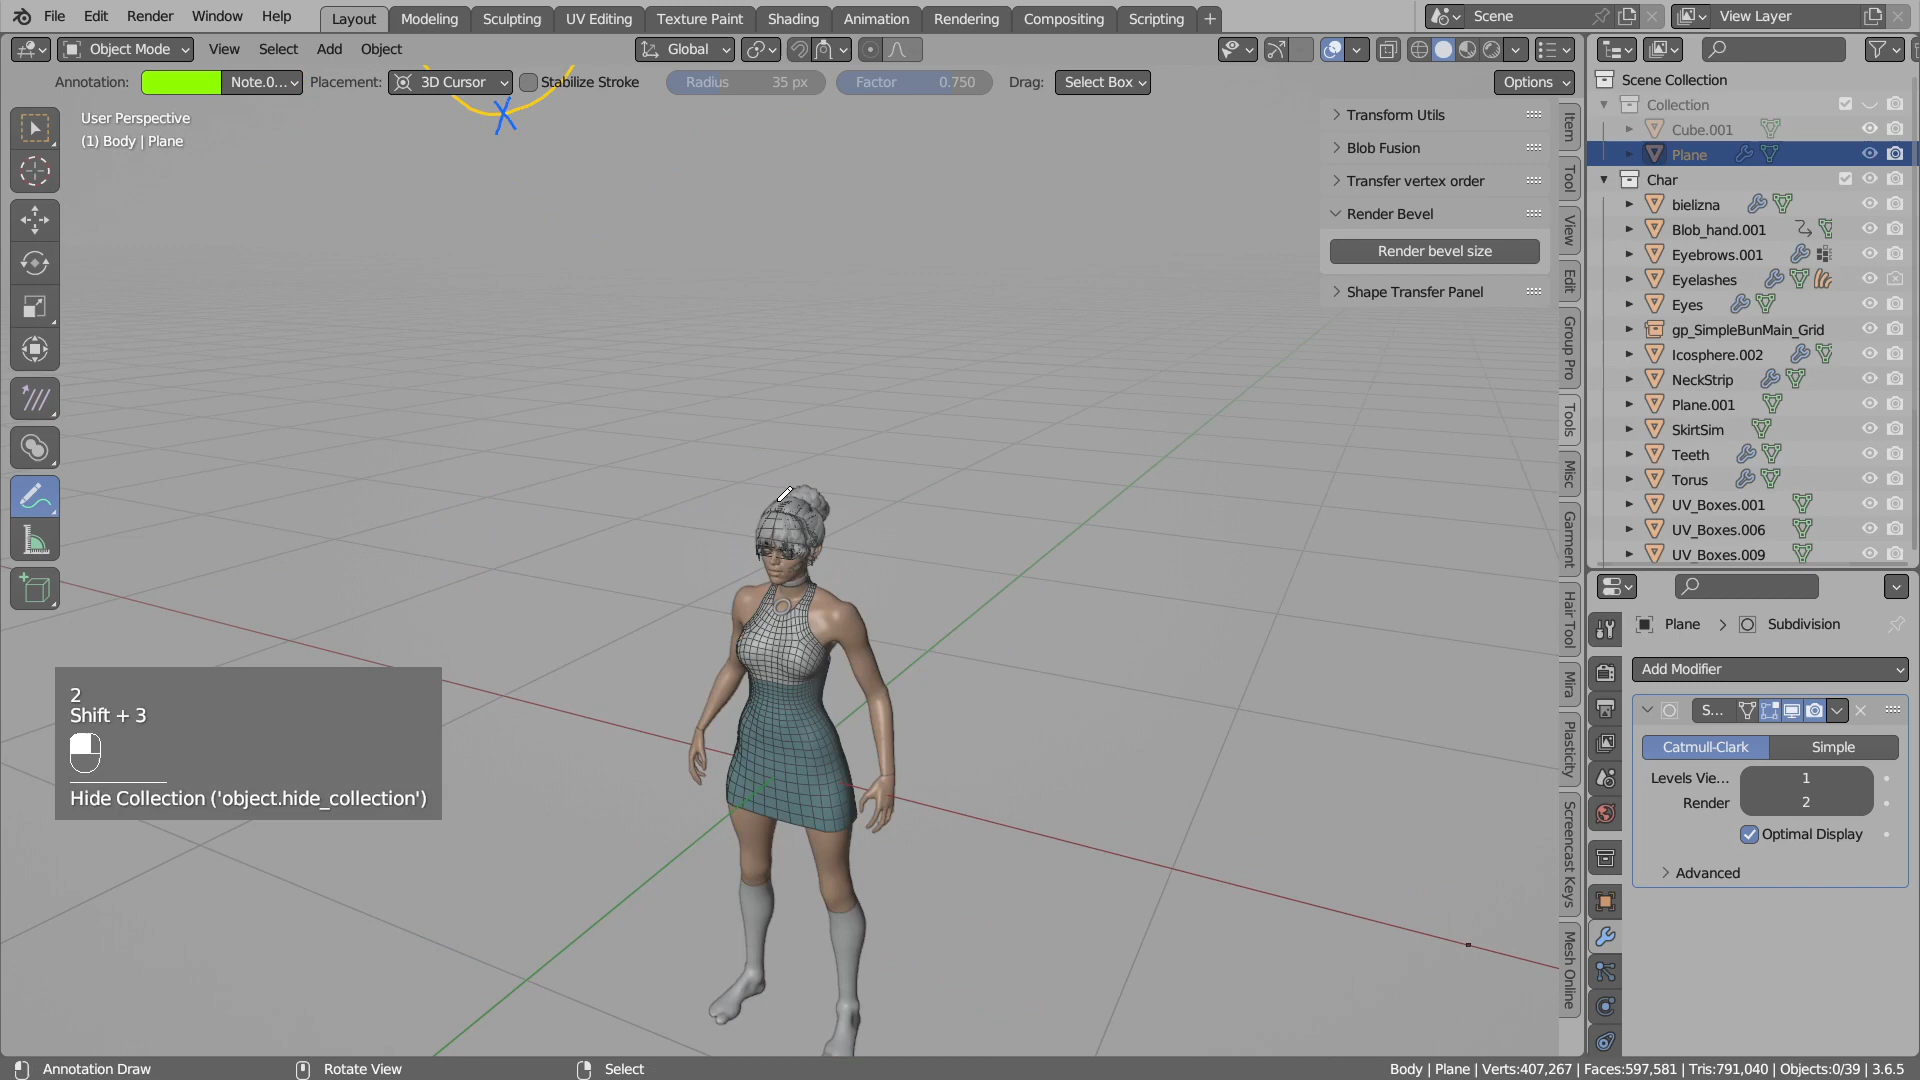 File Edit Render Window Help
Layout Modeling Sculpting UV Editing Texture Paint Shading Animation Rendering Compositing Scripting +
Scene
View Layer
Object Mode View Select Add Object
Global
Annotation: Note.0... Placement: 3D Cursor Stabilize Stroke Radius 35 px Factor 0.750 Drag: Select Box
Options
User Perspective
(1) Body | Plane
Transform Utils
Blob Fusion
Transfer vertex order
Render Bevel
Render bevel size
Shape Transfer Panel
Item
Tool
View
Edit
Group Pro
Tools
Misc
Garment
Hair Tool
Mira
Plasticity
Screencast Keys
Mesh Online
Scene Collection
Collection
Cube.001
Plane
Char
bielizna
Blob_hand.001
Eyebrows.001
Eyelashes
Eyes
gp_SimpleBunMain_Grid
Icosphere.002
NeckStrip
Plane.001
SkirtSim
Teeth
Torus
UV_Boxes.001
UV_Boxes.006
UV_Boxes.009
Plane > Subdivision
Add Modifier
S...
Catmull-Clark Simple
Levels Vie... 1
Render 2
Optimal Display
Advanced
2
Shift + 3
Hide Collection ('object.hide_collection')
Annotation Draw
Rotate View
Select
Body | Plane | Verts:407,267 | Faces:597,581 | Tris:791,040 | Objects:0/39 | 3.6.5